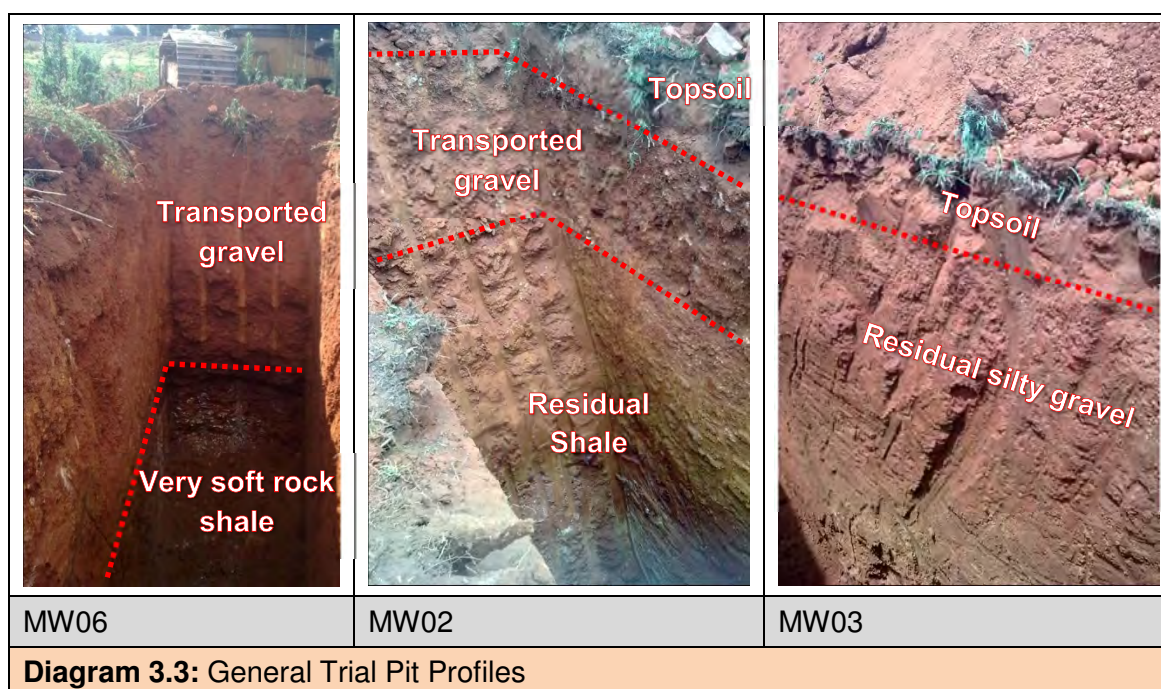 Transported
gravel
Very soft rock
shale
Topsoil
Transported
gravel
Residual
Shale
Topsoil
Residual silty gravel
MW06
MW02
MW03
Diagram 3.3: General Trial Pit Profiles